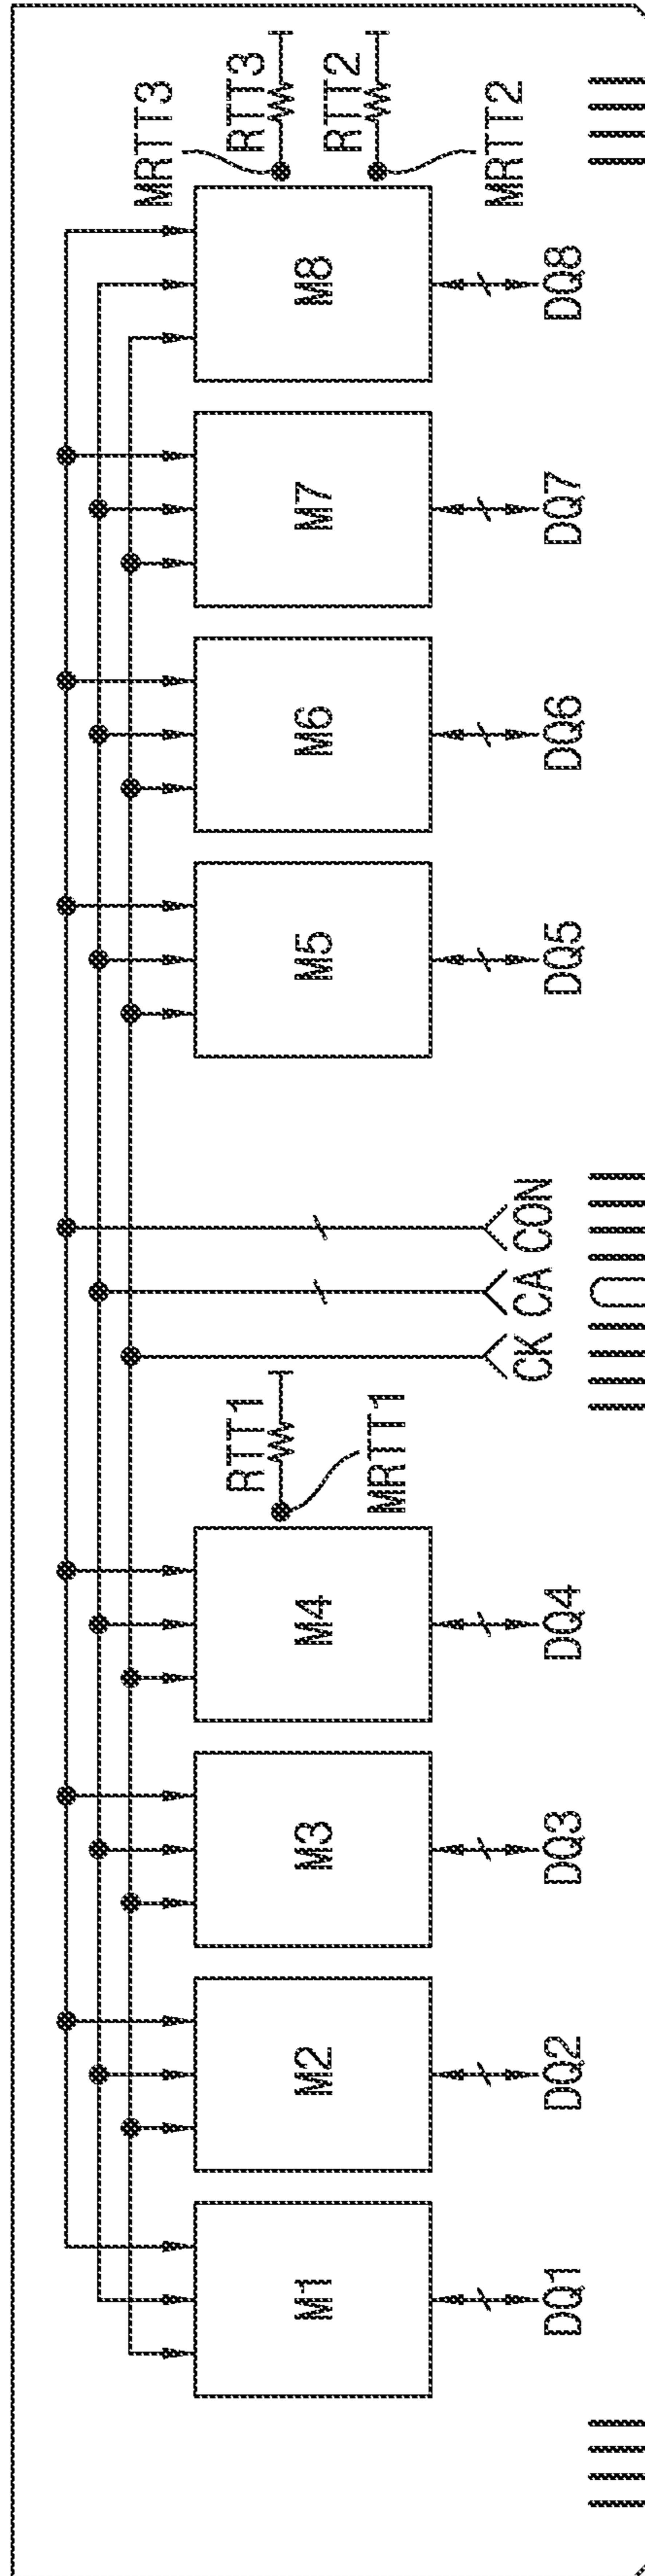 M1
M2
M3
M4
M5
M6
M7
M8
RTT1
MRTT1
MRTT3
RTT3
RTT2
MRTT2
CK
CA
CON
DQ1
DQ2
DQ3
DQ4
DQ5
DQ6
DQ7
DQ8